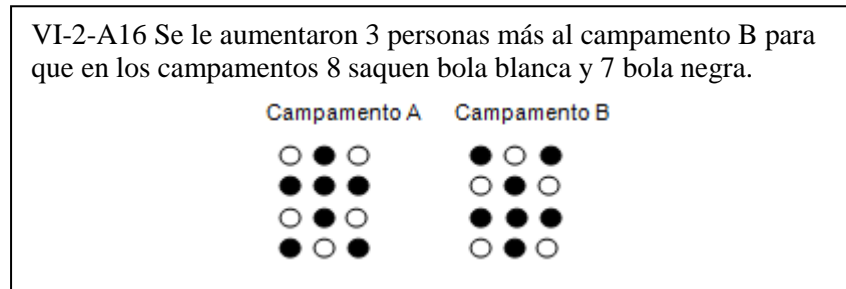 VI-2-A16 Se le aumentaron 3 personas más al campamento B para
que en los campamentos 8 saquen bola blanca y 7 bola negra.
Campamento A Campamento B